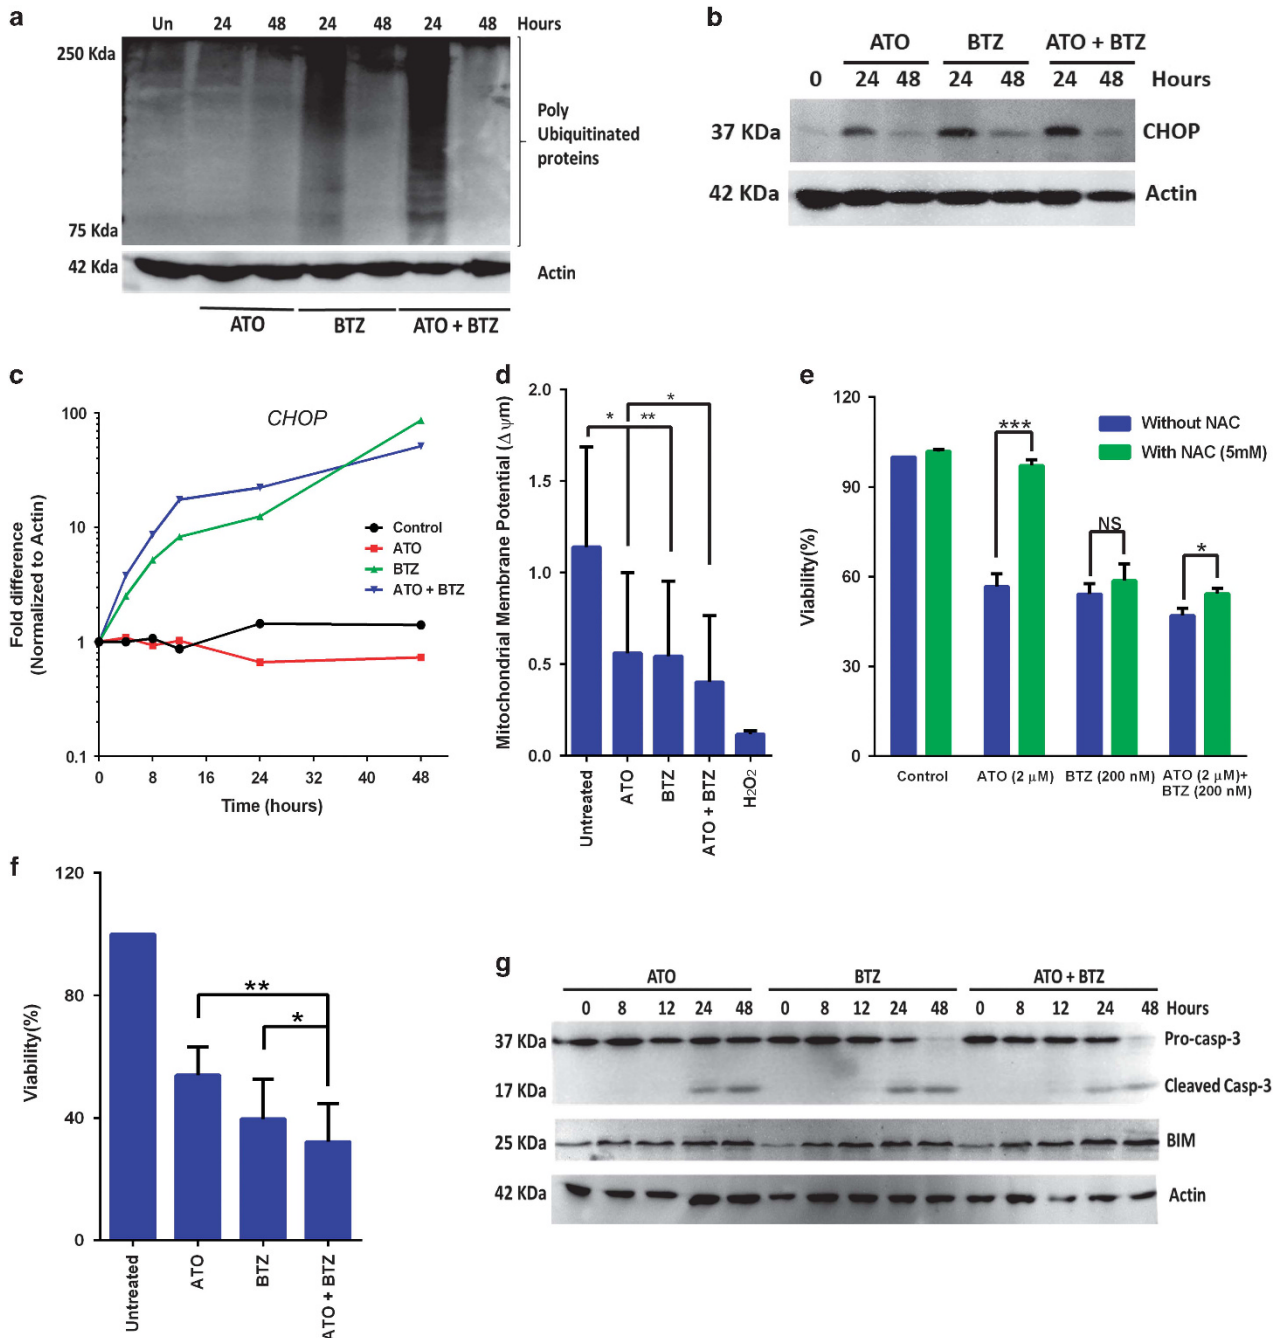 a
Un 24 48 24 48 24 48 Hours
250 Kda
Poly
Ubiquitinated
proteins
75 Kda
42 Kda
Actin
ATO BTZ ATO + BTZ
b
ATO BTZ ATO + BTZ
0 24 48 24 48 24 48 Hours
37 KDa CHOP
42 KDa Actin
c
CHOP
Fold difference
(Normalized to Actin)
100
10
1
0.1
Control
ATO
BTZ
ATO + BTZ
0 8 16 24 32 40 48
Time (hours)
d
Mitochondrial Membrane Potential (Δψm)
2.0
1.5
1.0
0.5
0.0
* ** *
Untreated
ATO
BTZ
ATO + BTZ
H2O2
e
Viability(%)
120
90
60
30
0
Without NAC
With NAC (5mM)
***
NS
*
Control ATO (2 μM) BTZ (200 nM) ATO (2 μM)+
BTZ (200 nM)
f
Viability(%)
120
80
40
0
**
*
Untreated
ATO
BTZ
ATO + BTZ
g
ATO BTZ ATO + BTZ
0 8 12 24 48 0 8 12 24 48 0 8 12 24 48 Hours
37 KDa Pro-casp-3
17 KDa Cleaved Casp-3
25 KDa BIM
42 KDa Actin